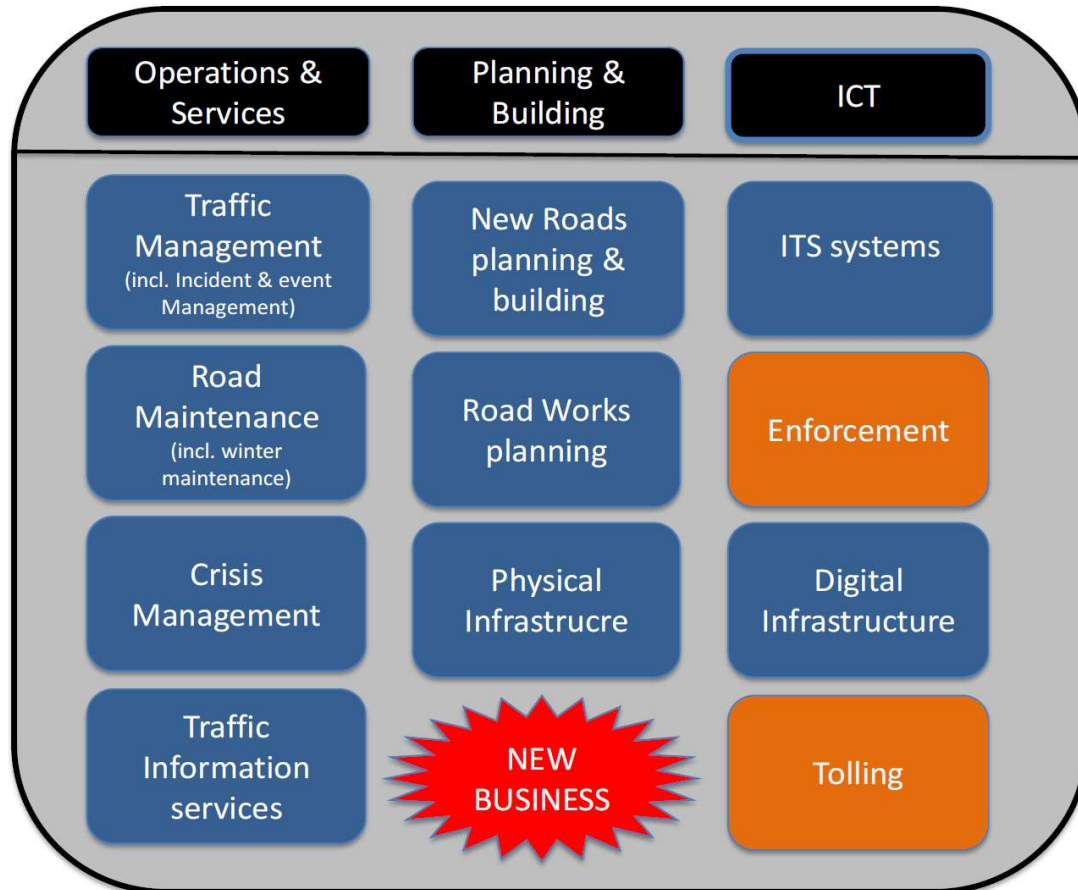 Operations &
Services
Planning &
Building
ICT
Traffic
Management
(incl. Incident & event
Management)
New Roads
planning &
building
ITS systems
Road
Maintenance
(incl. winter
maintenance)
Road Works
planning
Enforcement
Crisis
Management
Physical
Infrastrucre
Digital
Infrastructure
Traffic
Information
services
NEW
BUSINESS
Tolling